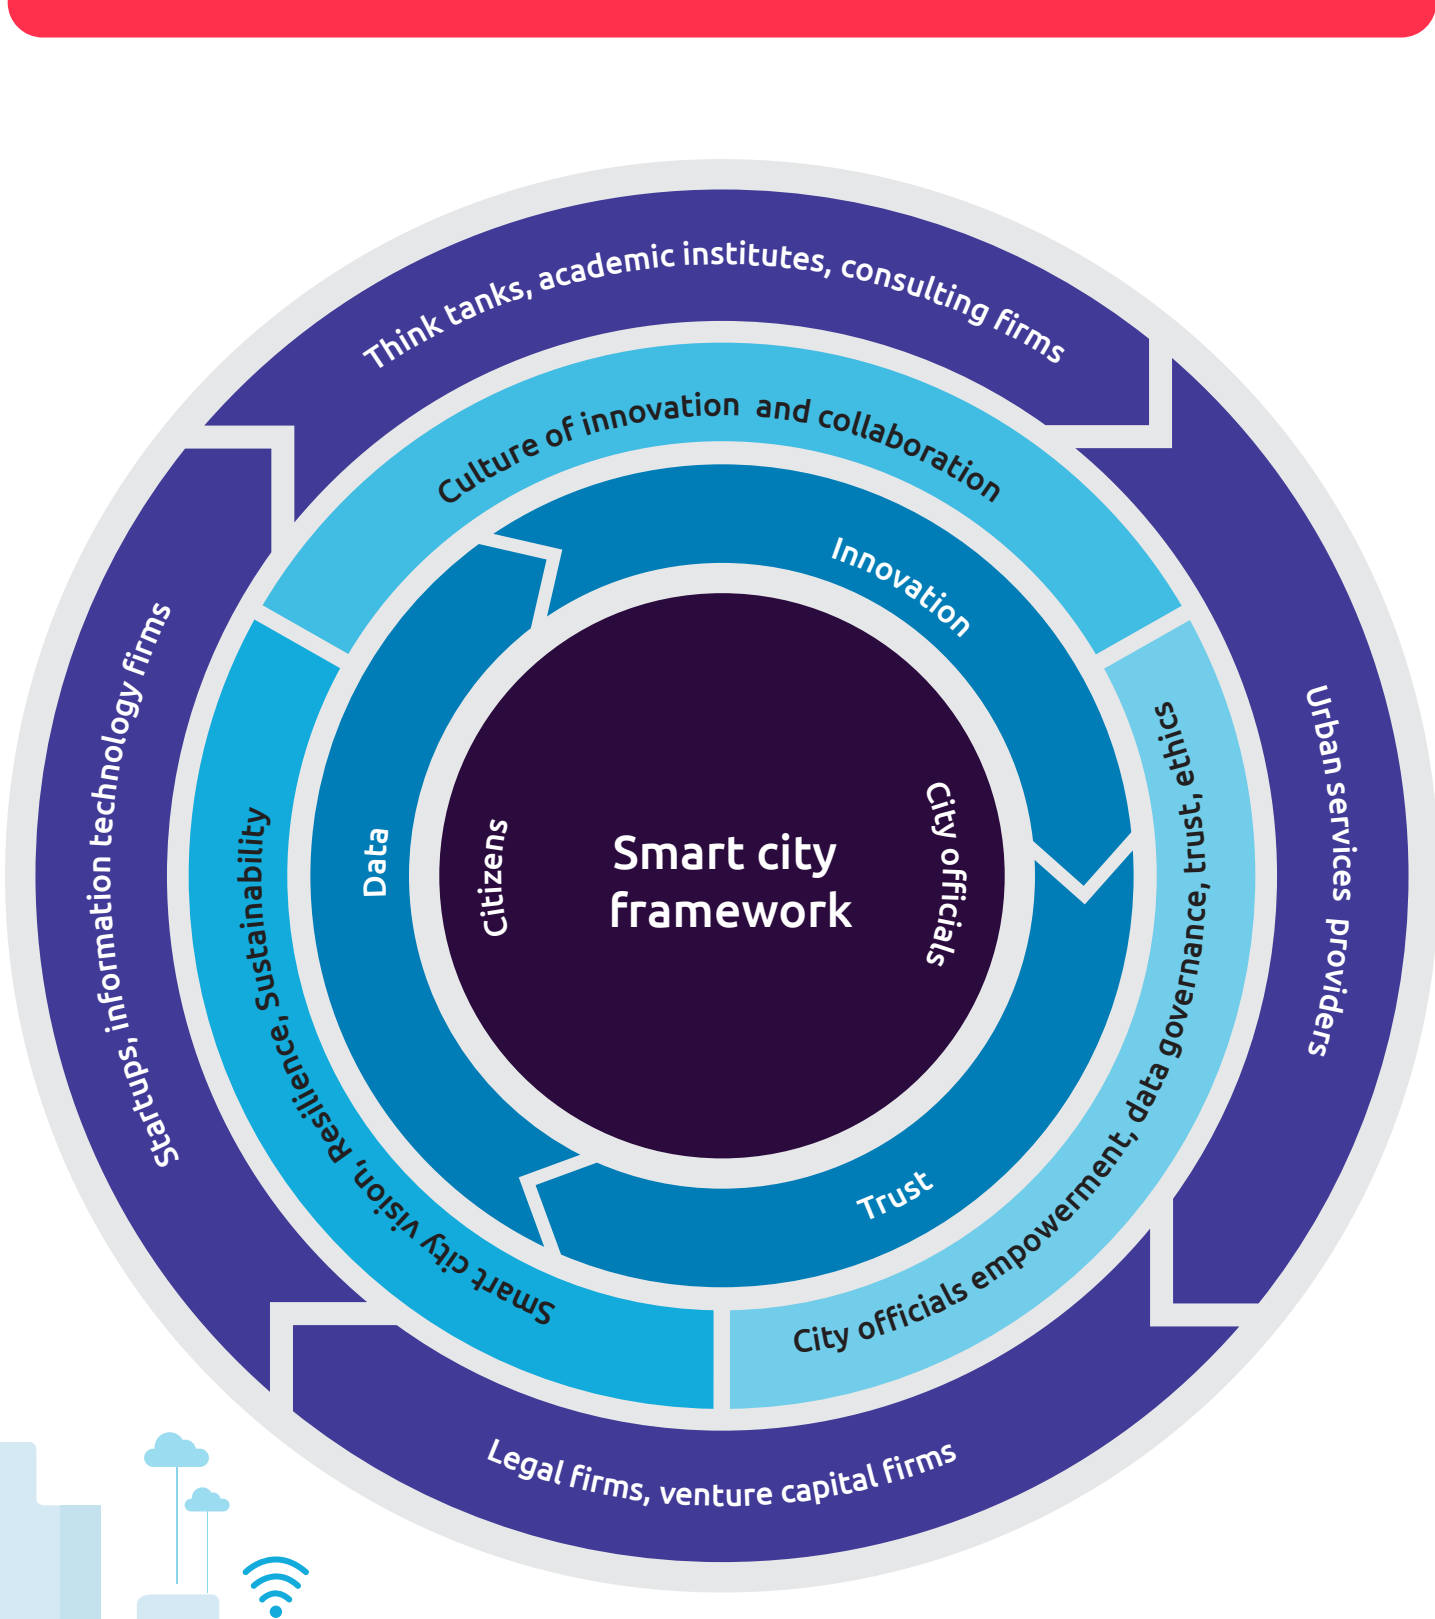 Think tanks, academic institutes, consulting firms
Urban services providers
Legal firms, venture capital firms
Startups, information technology firms
Culture of innovation and collaboration
City officials empowerment, data governance, trust, ethics
Smart city vision, Resilience, Sustainability
Innovation
Trust
Data
Citizens
Smart city
framework
City officials